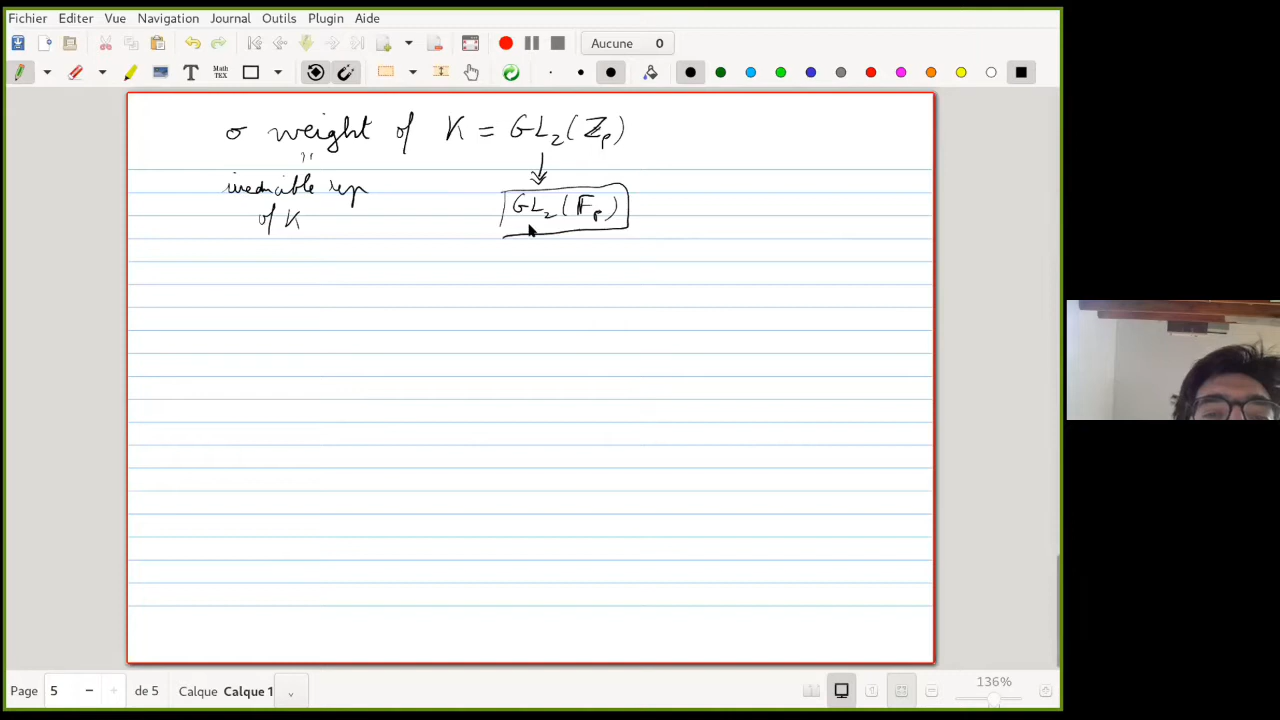 Fichier Editer Vue Navigation Journal Outils Plugin Aide
Aucune 0
σ weight of K = GL₂(ℤₚ)
irreducible rep
of K
GL₂(𝔽ₚ)
Page 5 de 5 Calque Calque 1 136%